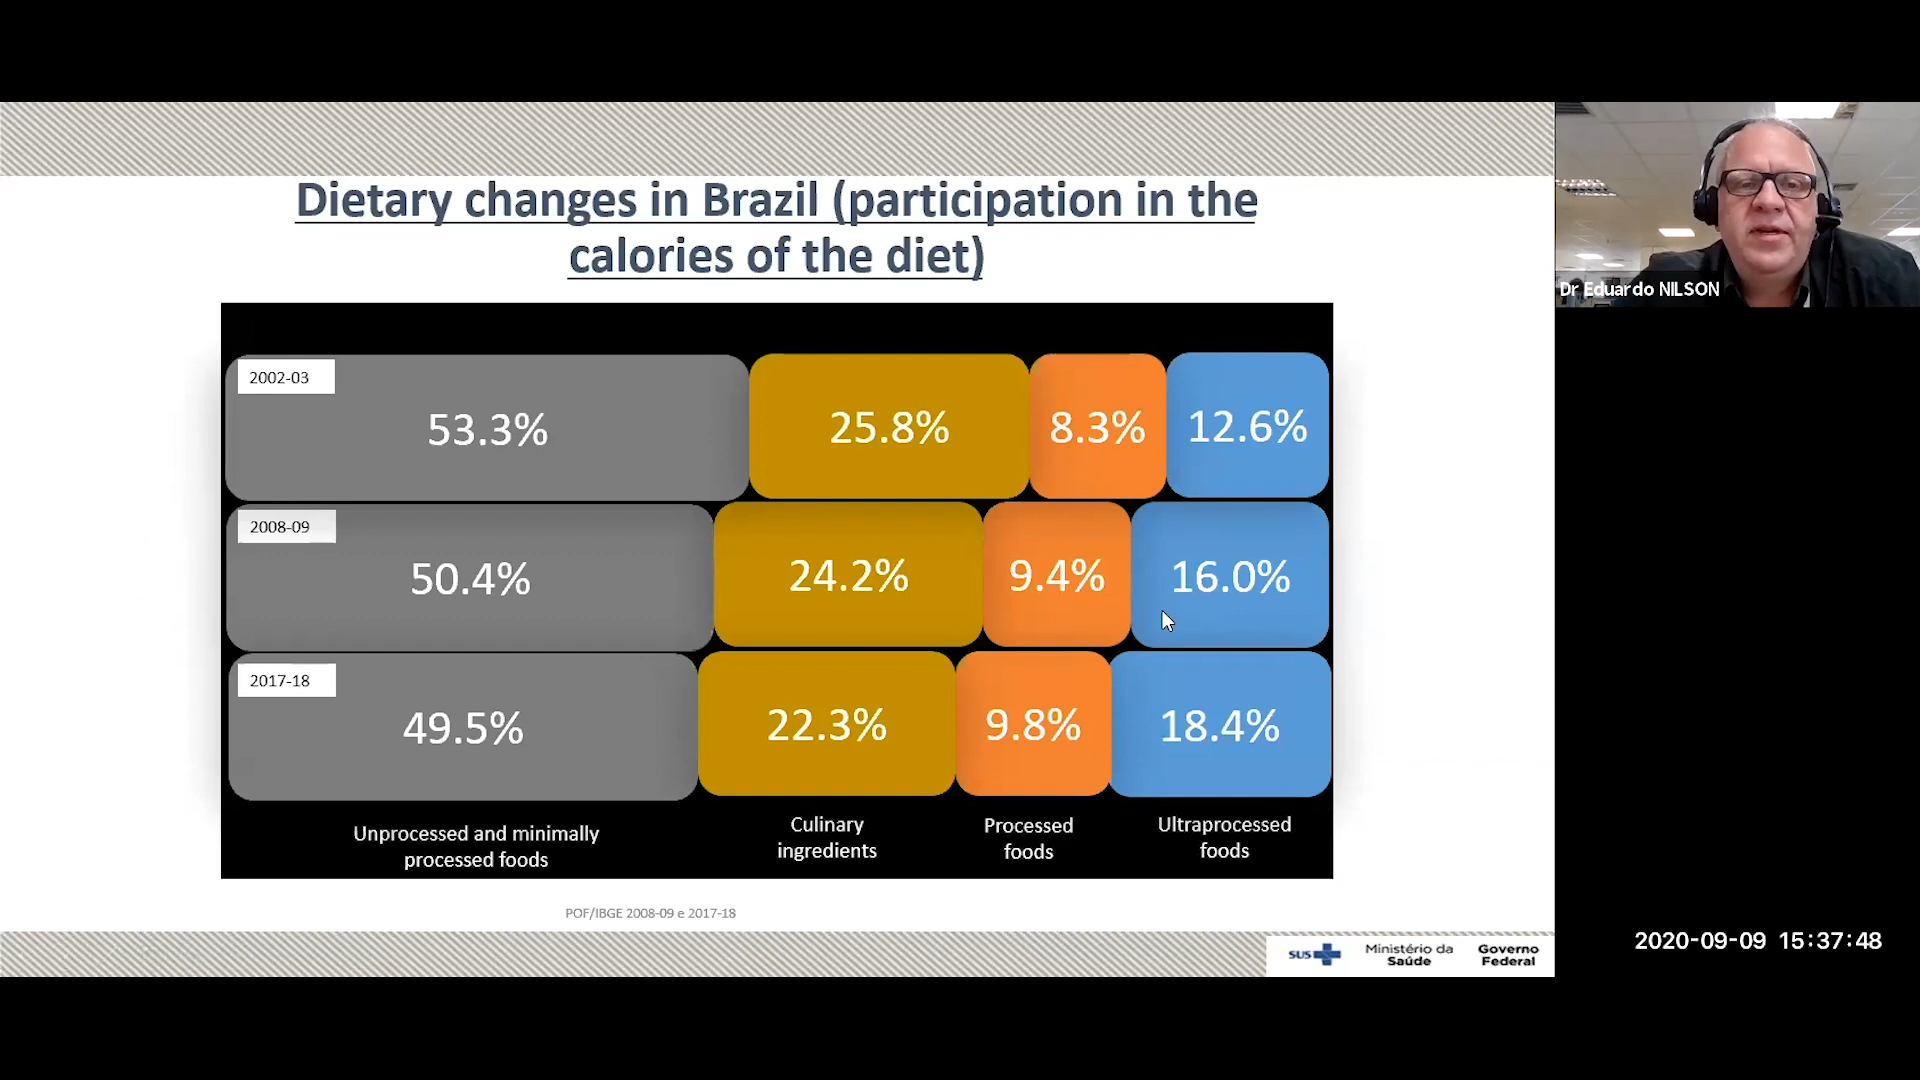 Dietary changes in Brazil (participation in the
calories of the diet)
2002-03
53.3%
25.8%
8.3%
12.6%
2008-09
50.4%
24.2%
9.4%
16.0%
2017-18
49.5%
22.3%
9.8%
18.4%
Unprocessed and minimally
processed foods
Culinary
ingredients
Processed
foods
Ultraprocessed
foods
POF/IBGE 2008-09 e 2017-18
SUS
Ministério da
Saúde
Governo
Federal
Dr Eduardo NILSON
2020-09-09 15:37:48